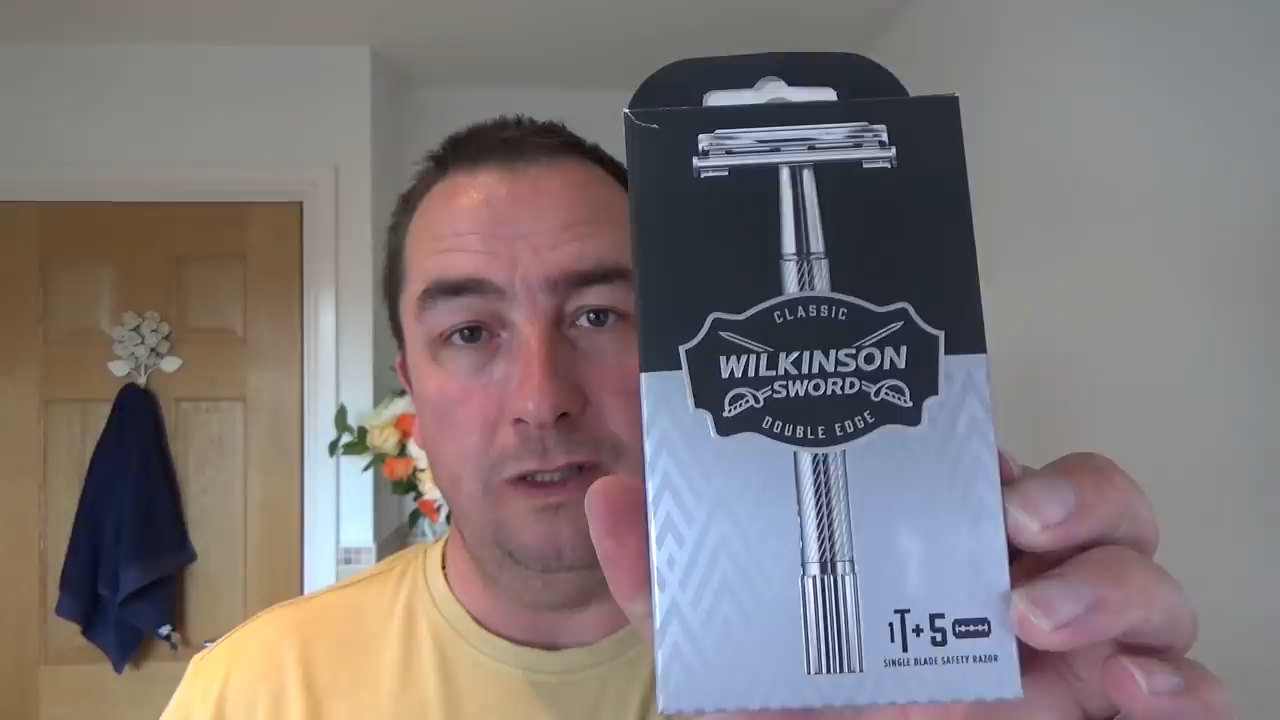 CLASSIC
WILKINSON
SWORD
DOUBLE EDGE
1 + 5
SINGLE BLADE SAFETY RAZOR